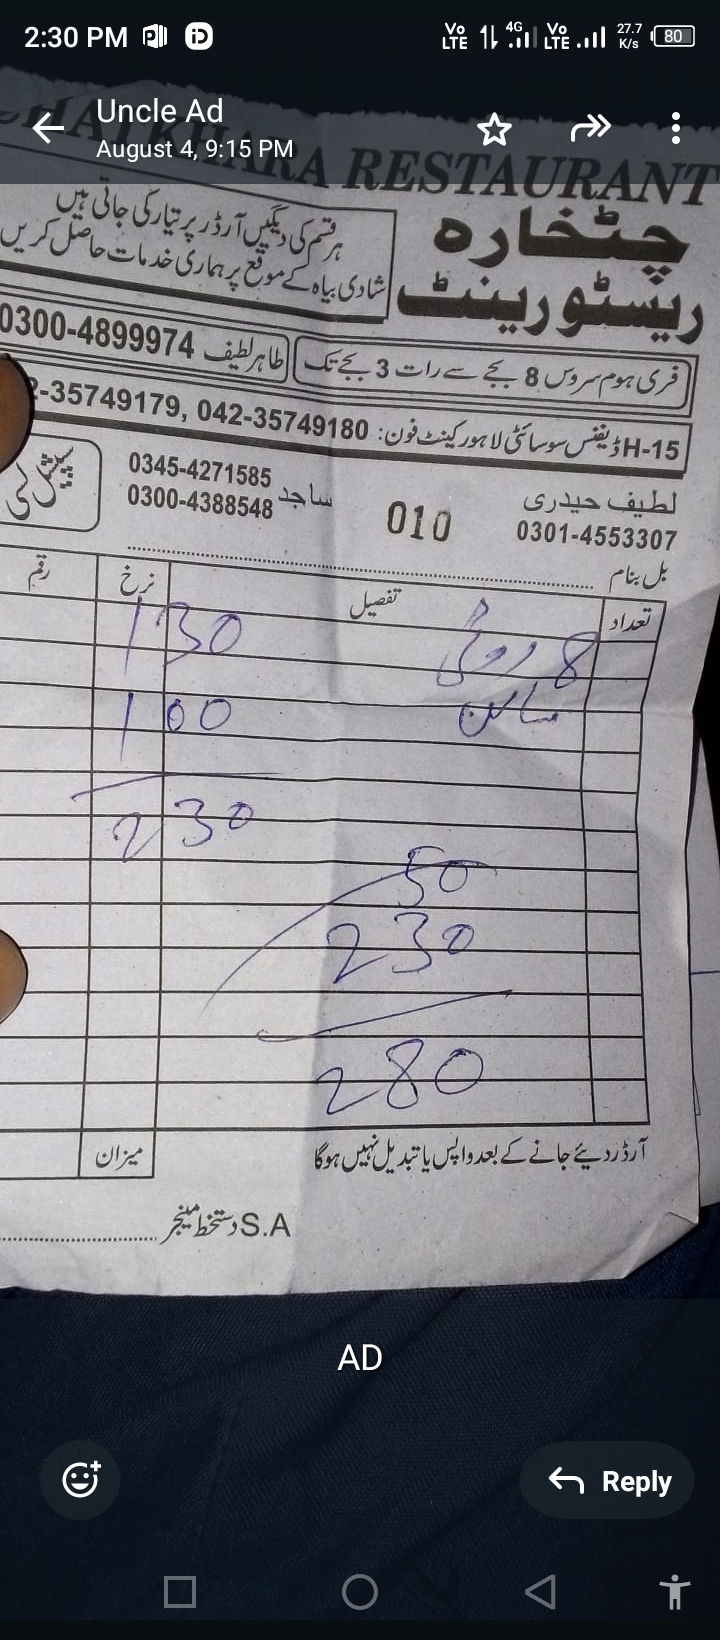 2:30 PM
Vo LTE 4G Vo LTE 27.7 K/s 80
Uncle Ad
August 4, 9:15 PM
RESTAURANT
چٹخارہ
ریسٹورینٹ
ہر قسم کی دیگیں آرڈر پر تیار کی جاتی ہیں
شادی بیاہ کے موقع پر ہماری خدمات حاصل کریں
فری ہوم سروس 8 بجے سے رات 3 بجے تک
طاہر لطیف 0300-4899974
H-15 ڈیفنس سوسائٹی لاہور کینٹ فون: 042-35749180 ,2-35749179
لطیف حیدری
0301-4553307
010
ساجد
0345-4271585
0300-4388548
سپیشل
بل بنام
تعداد تفصیل نرخ رقم
8 روٹی 130
سالن 100
230
50
230
280
آرڈر دیئے جانے کے بعد واپس یا تبدیل نہیں ہوگا
میزان
S.A دستخط مینجر
AD
Reply